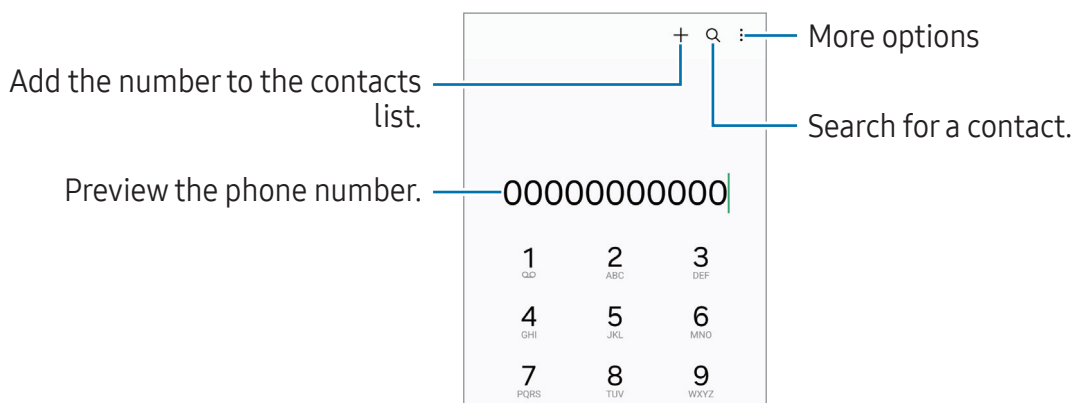 More options
Add the number to the contacts
list.
Search for a contact.
Preview the phone number.
00000000000
1 2 3
ABC DEF
4 5 6
GHI JKL MNO
7 8 9
PQRS TUV WXYZ